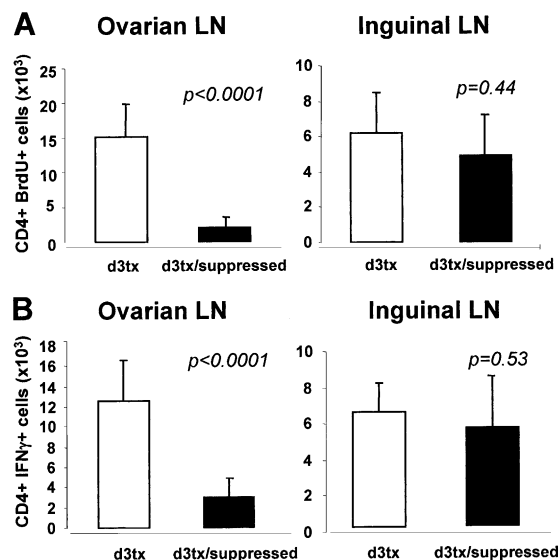 A
Ovarian LN
Inguinal LN
CD4+ BrdU+ cells (x10³)
25
20
15
10
5
0
p<0.0001
d3tx
d3tx/suppressed
10
8
6
4
2
0
p=0.44
d3tx
d3tx/suppressed
B
Ovarian LN
Inguinal LN
CD4+ IFNγ+ cells (x10³)
18
16
14
12
10
8
6
4
2
0
p<0.0001
d3tx
d3tx/suppressed
10
8
6
4
2
0
p=0.53
d3tx
d3tx/suppressed